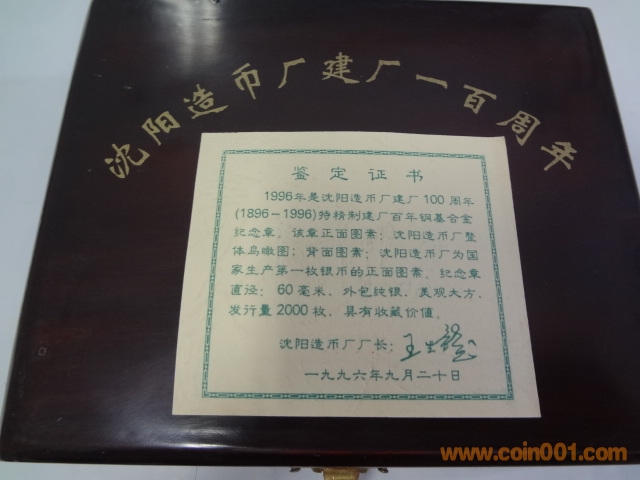 沈阳造币厂建厂一百周年
鉴定证书
1996年是沈阳造币厂建厂100周年
(1896-1996)特精制建厂百年铜基合金
纪念章。该章正面图素：沈阳造币厂整
体鸟瞰图；背面图素：沈阳造币厂为国
家生产第一枚银币的正面图素。纪念章
直径：60毫米，外包纯银，美观大方，
发行量2000枚，具有收藏价值。
沈阳造币厂厂长：
一九九六年九月二十日
www.coin001.com